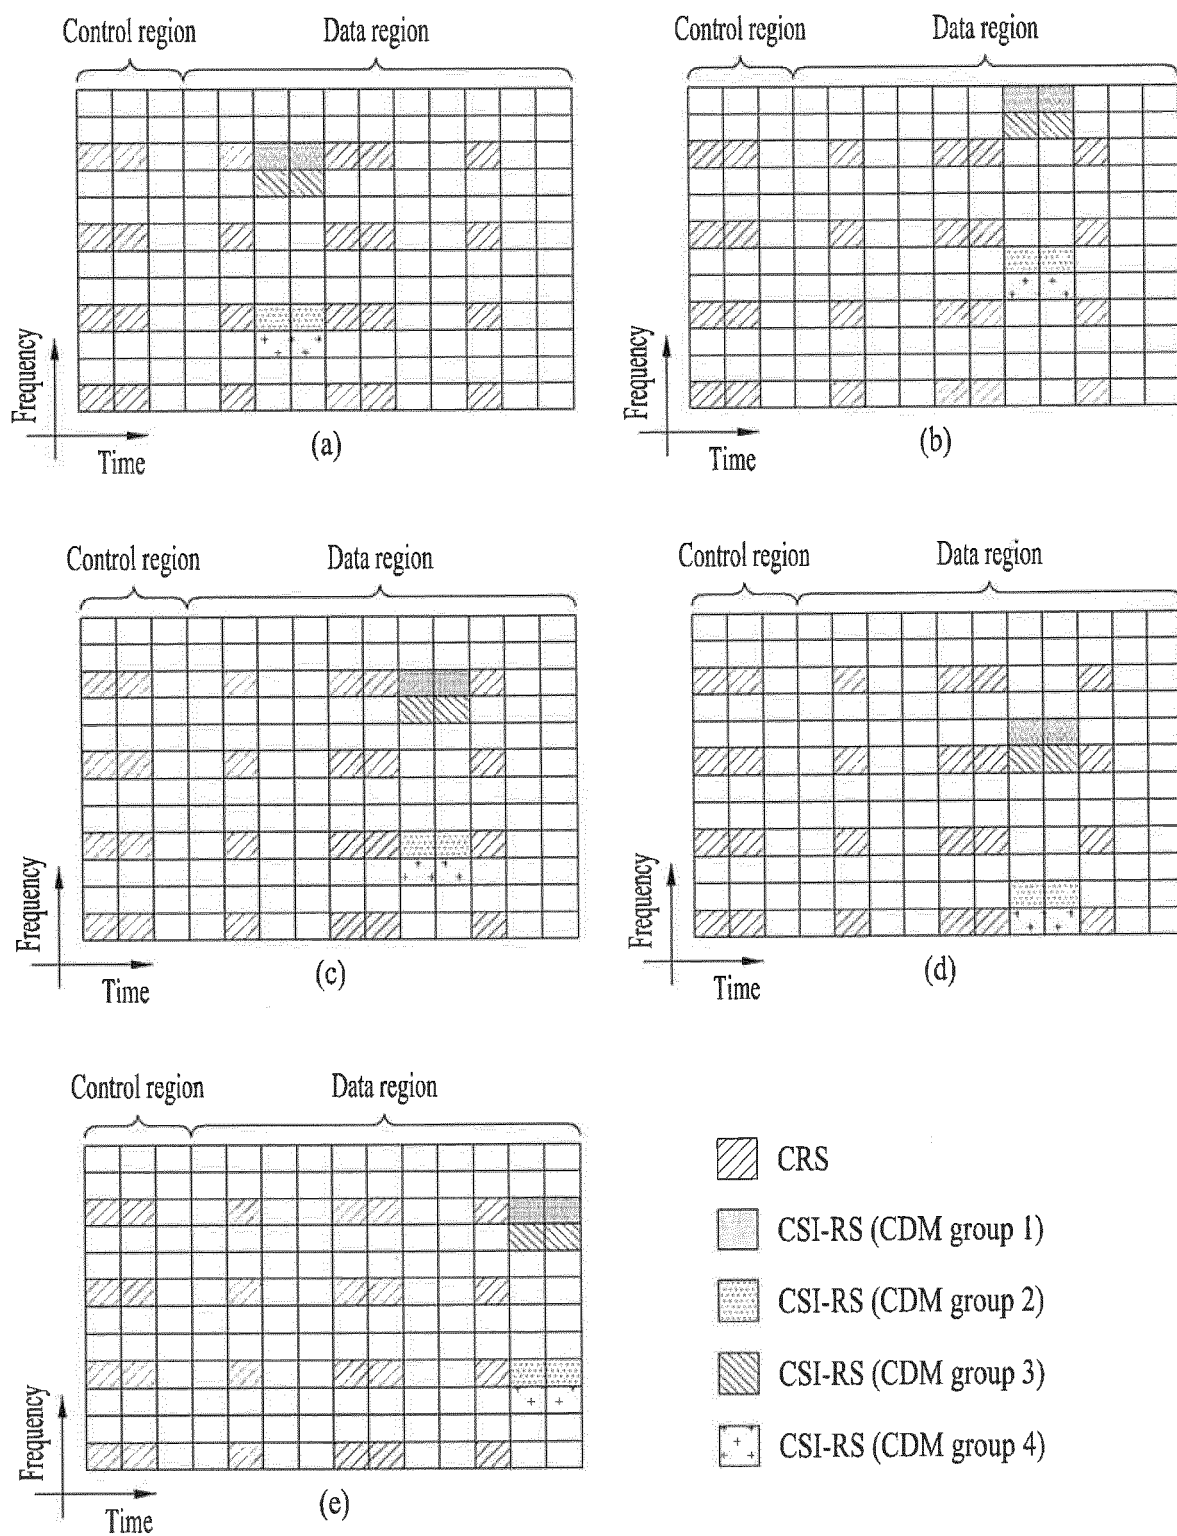 Control region Data region
Frequency
Time
(a)
Control region Data region
Frequency
Time
(b)
Control region Data region
Frequency
Time
(c)
Control region Data region
Frequency
Time
(d)
Control region Data region
Frequency
Time
(e)
CRS
CSI-RS (CDM group 1)
CSI-RS (CDM group 2)
CSI-RS (CDM group 3)
CSI-RS (CDM group 4)